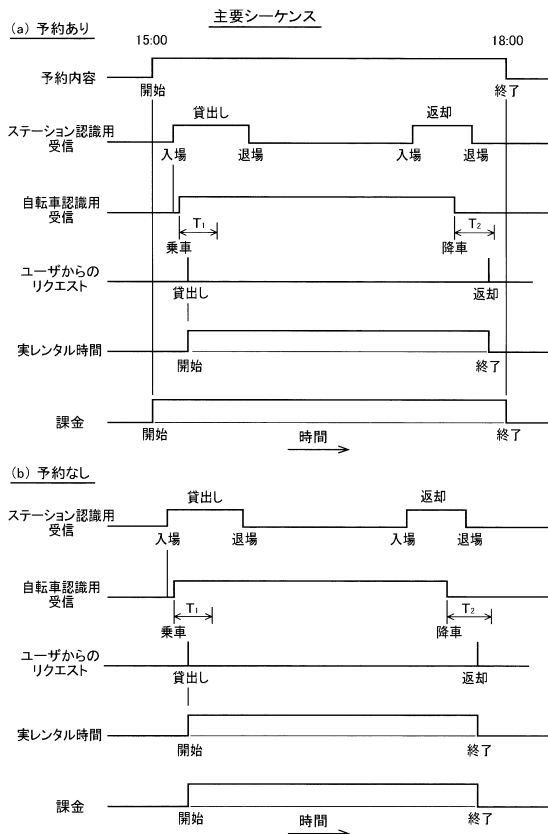 主要シーケンス
(a) 予約あり
15:00 18:00
予約内容
開始 終了
貸出し 返却
ステーション認識用
受信
入場 退場 入場 退場
自転車認識用
受信
T1 T2
乗車 降車
ユーザからの
リクエスト
貸出し 返却
実レンタル時間
開始 終了
課金
開始 時間 終了
(b) 予約なし
貸出し 返却
ステーション認識用
受信
入場 退場 入場 退場
自転車認識用
受信
T1 T2
乗車 降車
ユーザからの
リクエスト
貸出し 返却
実レンタル時間
開始 終了
課金
開始 終了
時間